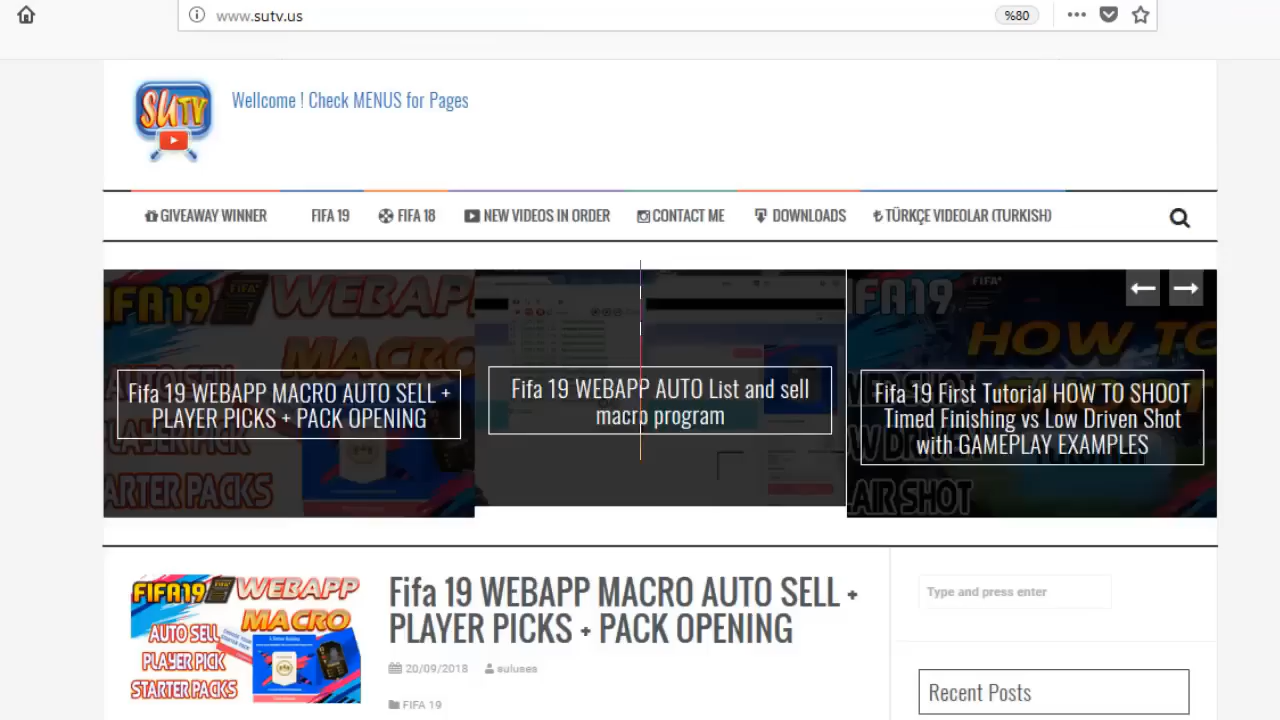 www.sutv.us
%80
SUTV
Wellcome ! Check MENUS for Pages
GIVEAWAY WINNER
FIFA 19
FIFA 18
NEW VIDEOS IN ORDER
CONTACT ME
DOWNLOADS
TÜRKÇE VIDEOLAR (TURKISH)
FIFA19
WEBAPP
MACRO
Fifa 19 WEBAPP MACRO AUTO SELL +
PLAYER PICKS + PACK OPENING
STARTER PACKS
Fifa 19 WEBAPP AUTO List and sell
macro program
FIFA19
HOW TO
Fifa 19 First Tutorial HOW TO SHOOT
Timed Finishing vs Low Driven Shot
with GAMEPLAY EXAMPLES
AIR SHOT
FIFA19
WEBAPP
MACRO
AUTO SELL
PLAYER PICK
STARTER PACKS
Fifa 19 WEBAPP MACRO AUTO SELL +
PLAYER PICKS + PACK OPENING
20/09/2018
suluses
FIFA 19
Type and press enter
Recent Posts